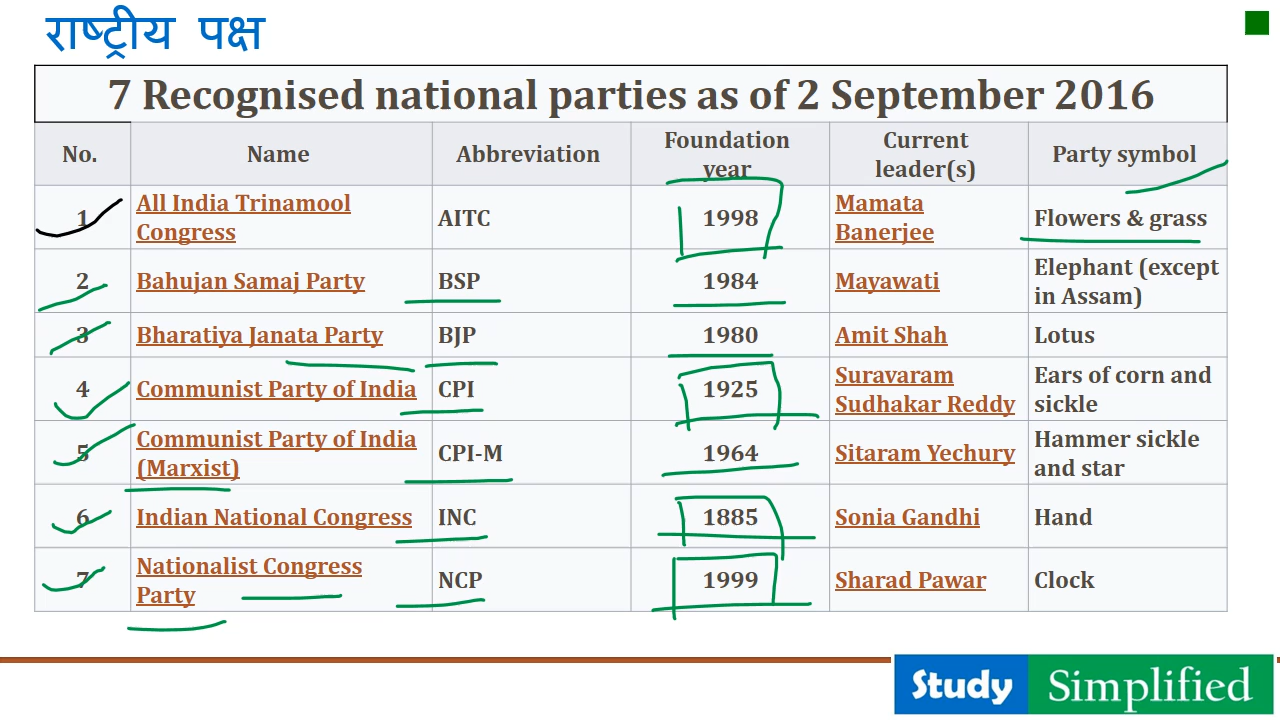 राष्ट्रीय पक्ष
7 Recognised national parties as of 2 September 2016
No. Name Abbreviation Foundation year Current leader(s) Party symbol
1 All India Trinamool Congress AITC 1998 Mamata Banerjee Flowers & grass
2 Bahujan Samaj Party BSP 1984 Mayawati Elephant (except in Assam)
3 Bharatiya Janata Party BJP 1980 Amit Shah Lotus
4 Communist Party of India CPI 1925 Suravaram Sudhakar Reddy Ears of corn and sickle
5 Communist Party of India (Marxist) CPI-M 1964 Sitaram Yechury Hammer sickle and star
6 Indian National Congress INC 1885 Sonia Gandhi Hand
7 Nationalist Congress Party NCP 1999 Sharad Pawar Clock
Study Simplified